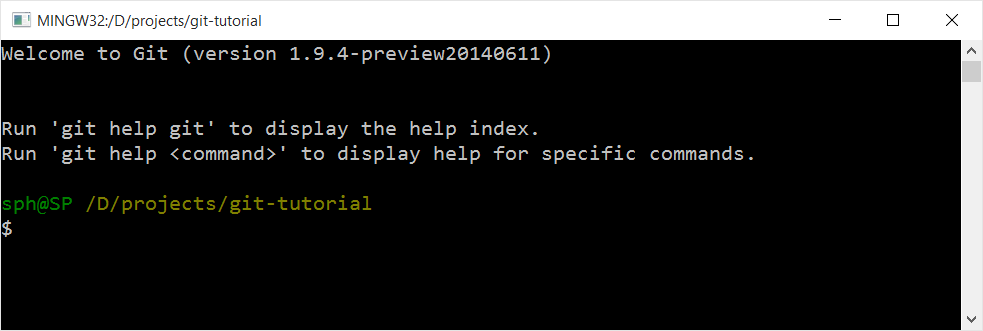 MINGW32:/D/projects/git-tutorial
Welcome to Git (version 1.9.4-preview20140611)
Run 'git help git' to display the help index.
Run 'git help <command>' to display help for specific commands.
sph@SP /D/projects/git-tutorial
$